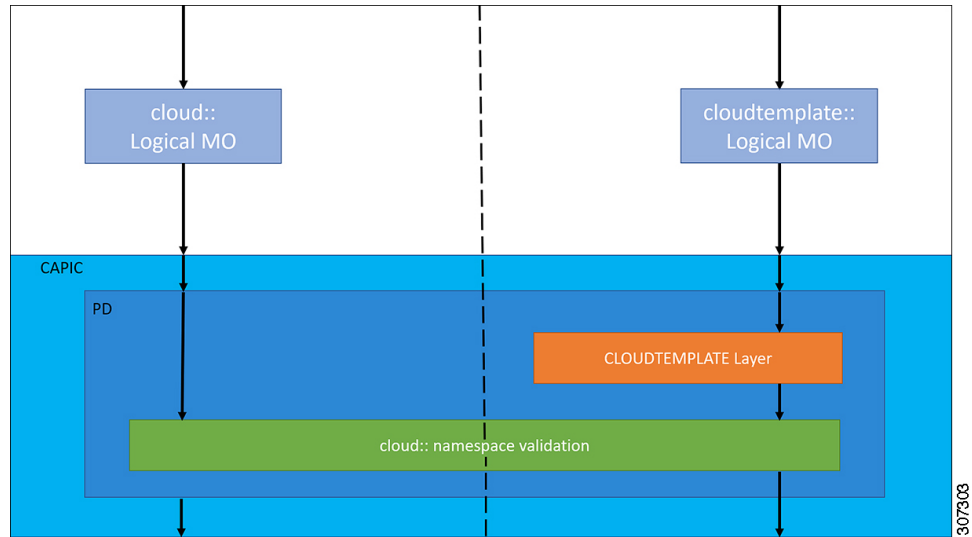 cloud::
Logical MO
cloudtemplate::
Logical MO
CAPIC
PD
CLOUDTEMPLATE Layer
cloud:: namespace validation
307303